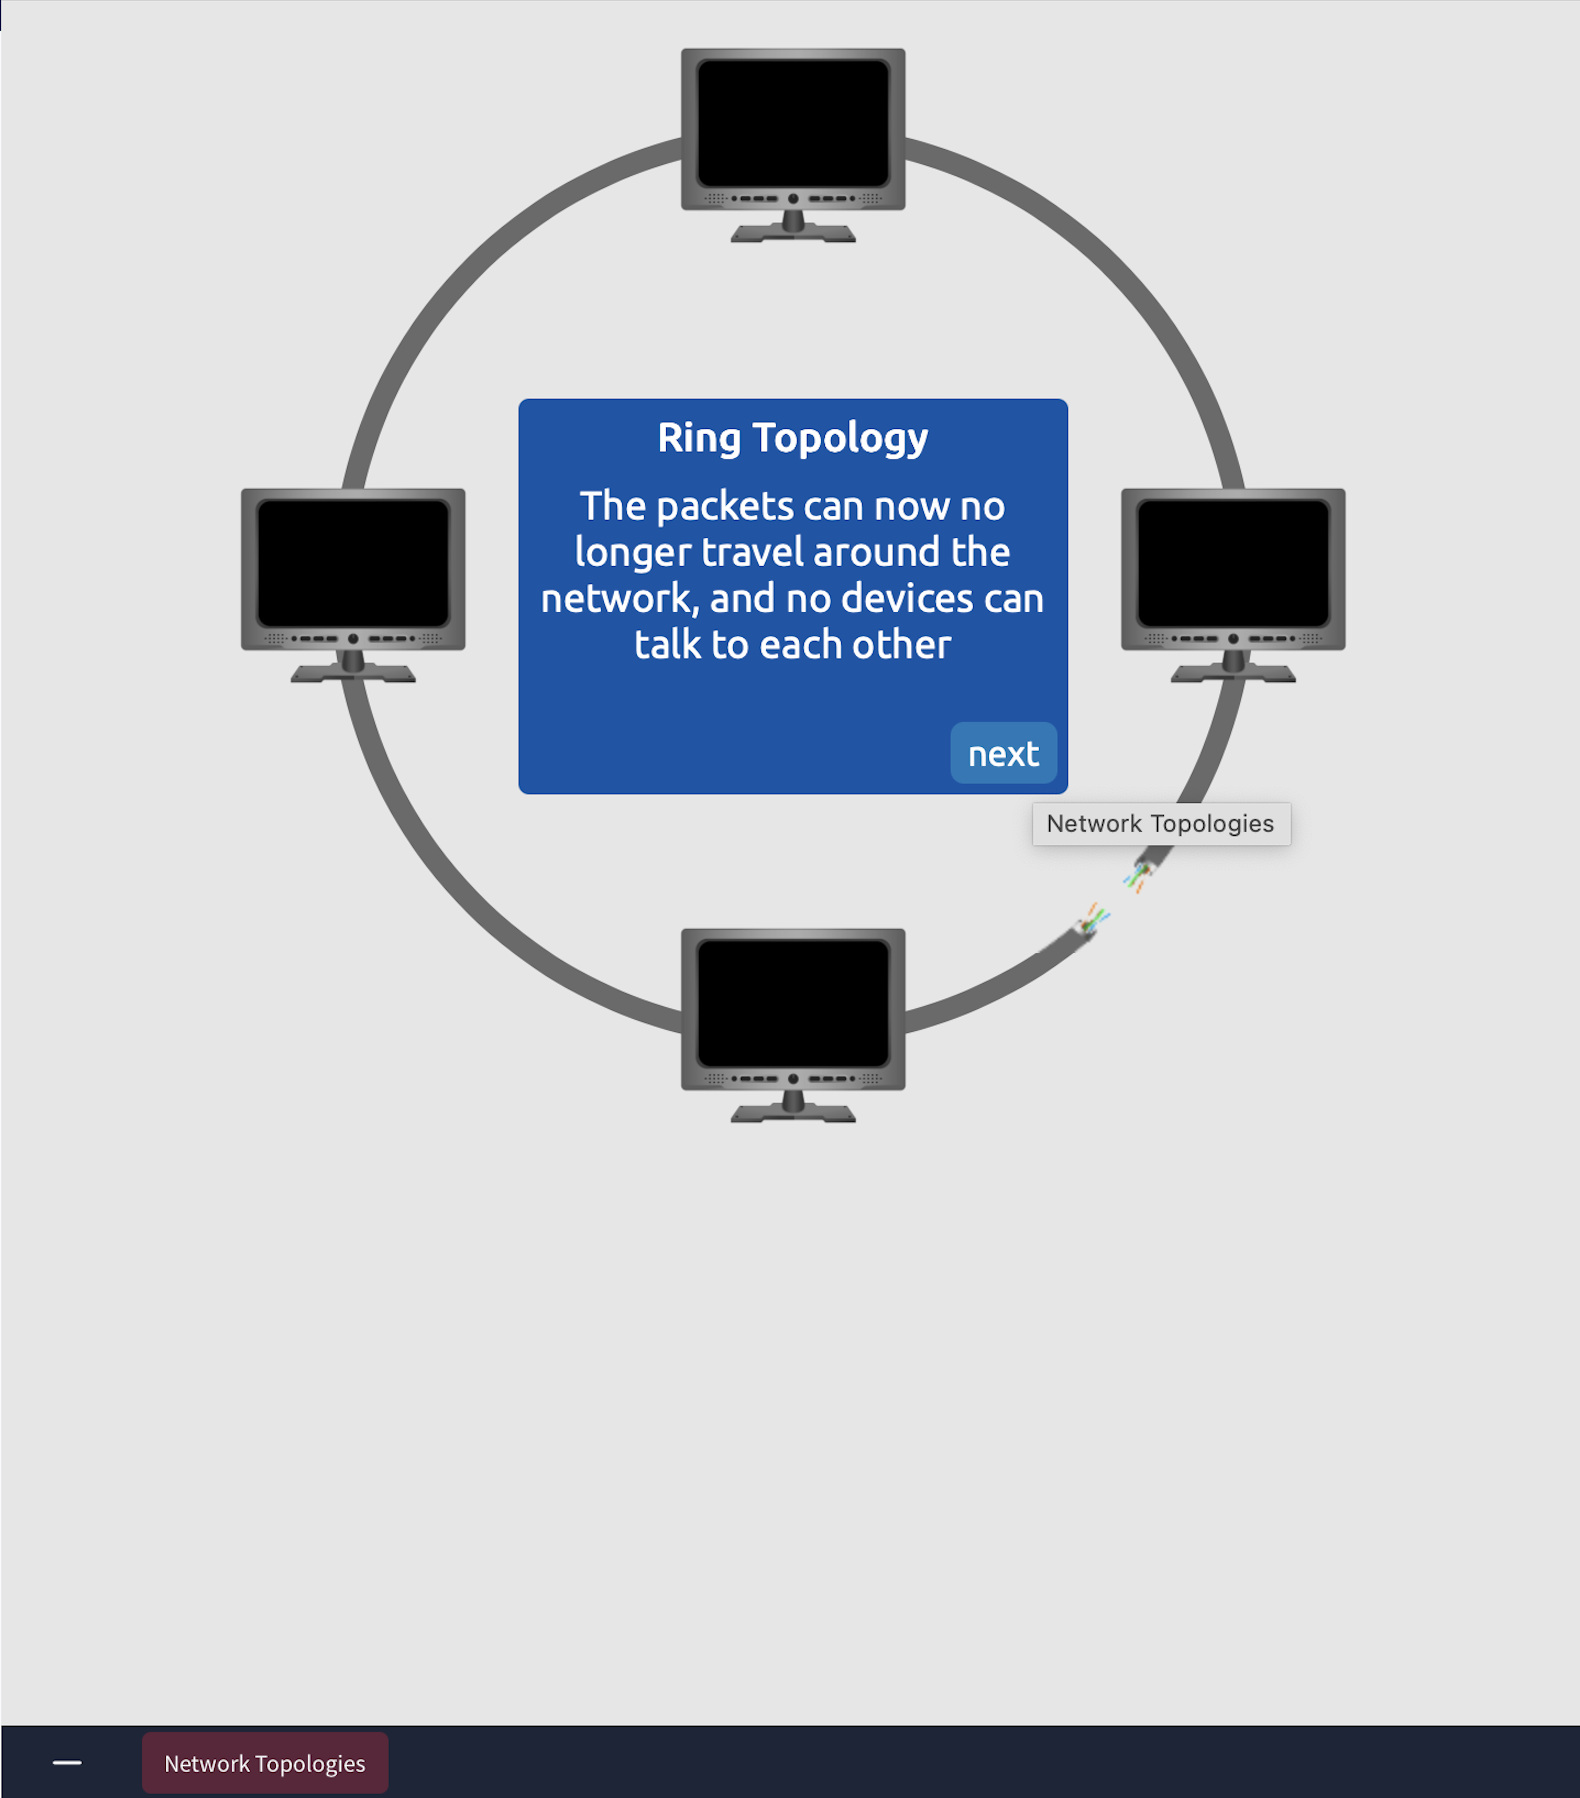 Ring Topology
The packets can now no
longer travel around the
network, and no devices can
talk to each other
next
Network Topologies
Network Topologies